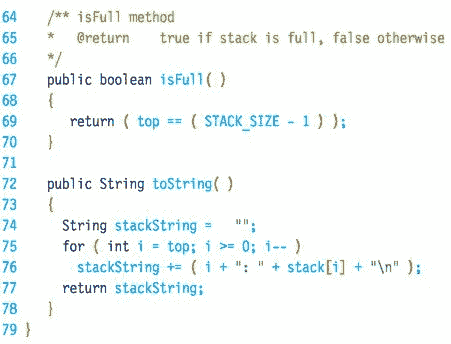 64    /** isFull method
65    *   @return    true if stack is full, false otherwise
66    */
67    public boolean isFull( )
68    {
69       return ( top == ( STACK_SIZE - 1 ) );
70    }
71
72    public String toString( )
73    {
74      String stackString =   "";
75      for ( int i = top; i >= 0; i-- )
76        stackString += ( i + ": " + stack[i] + "\n" );
77      return stackString;
78    }
79 }